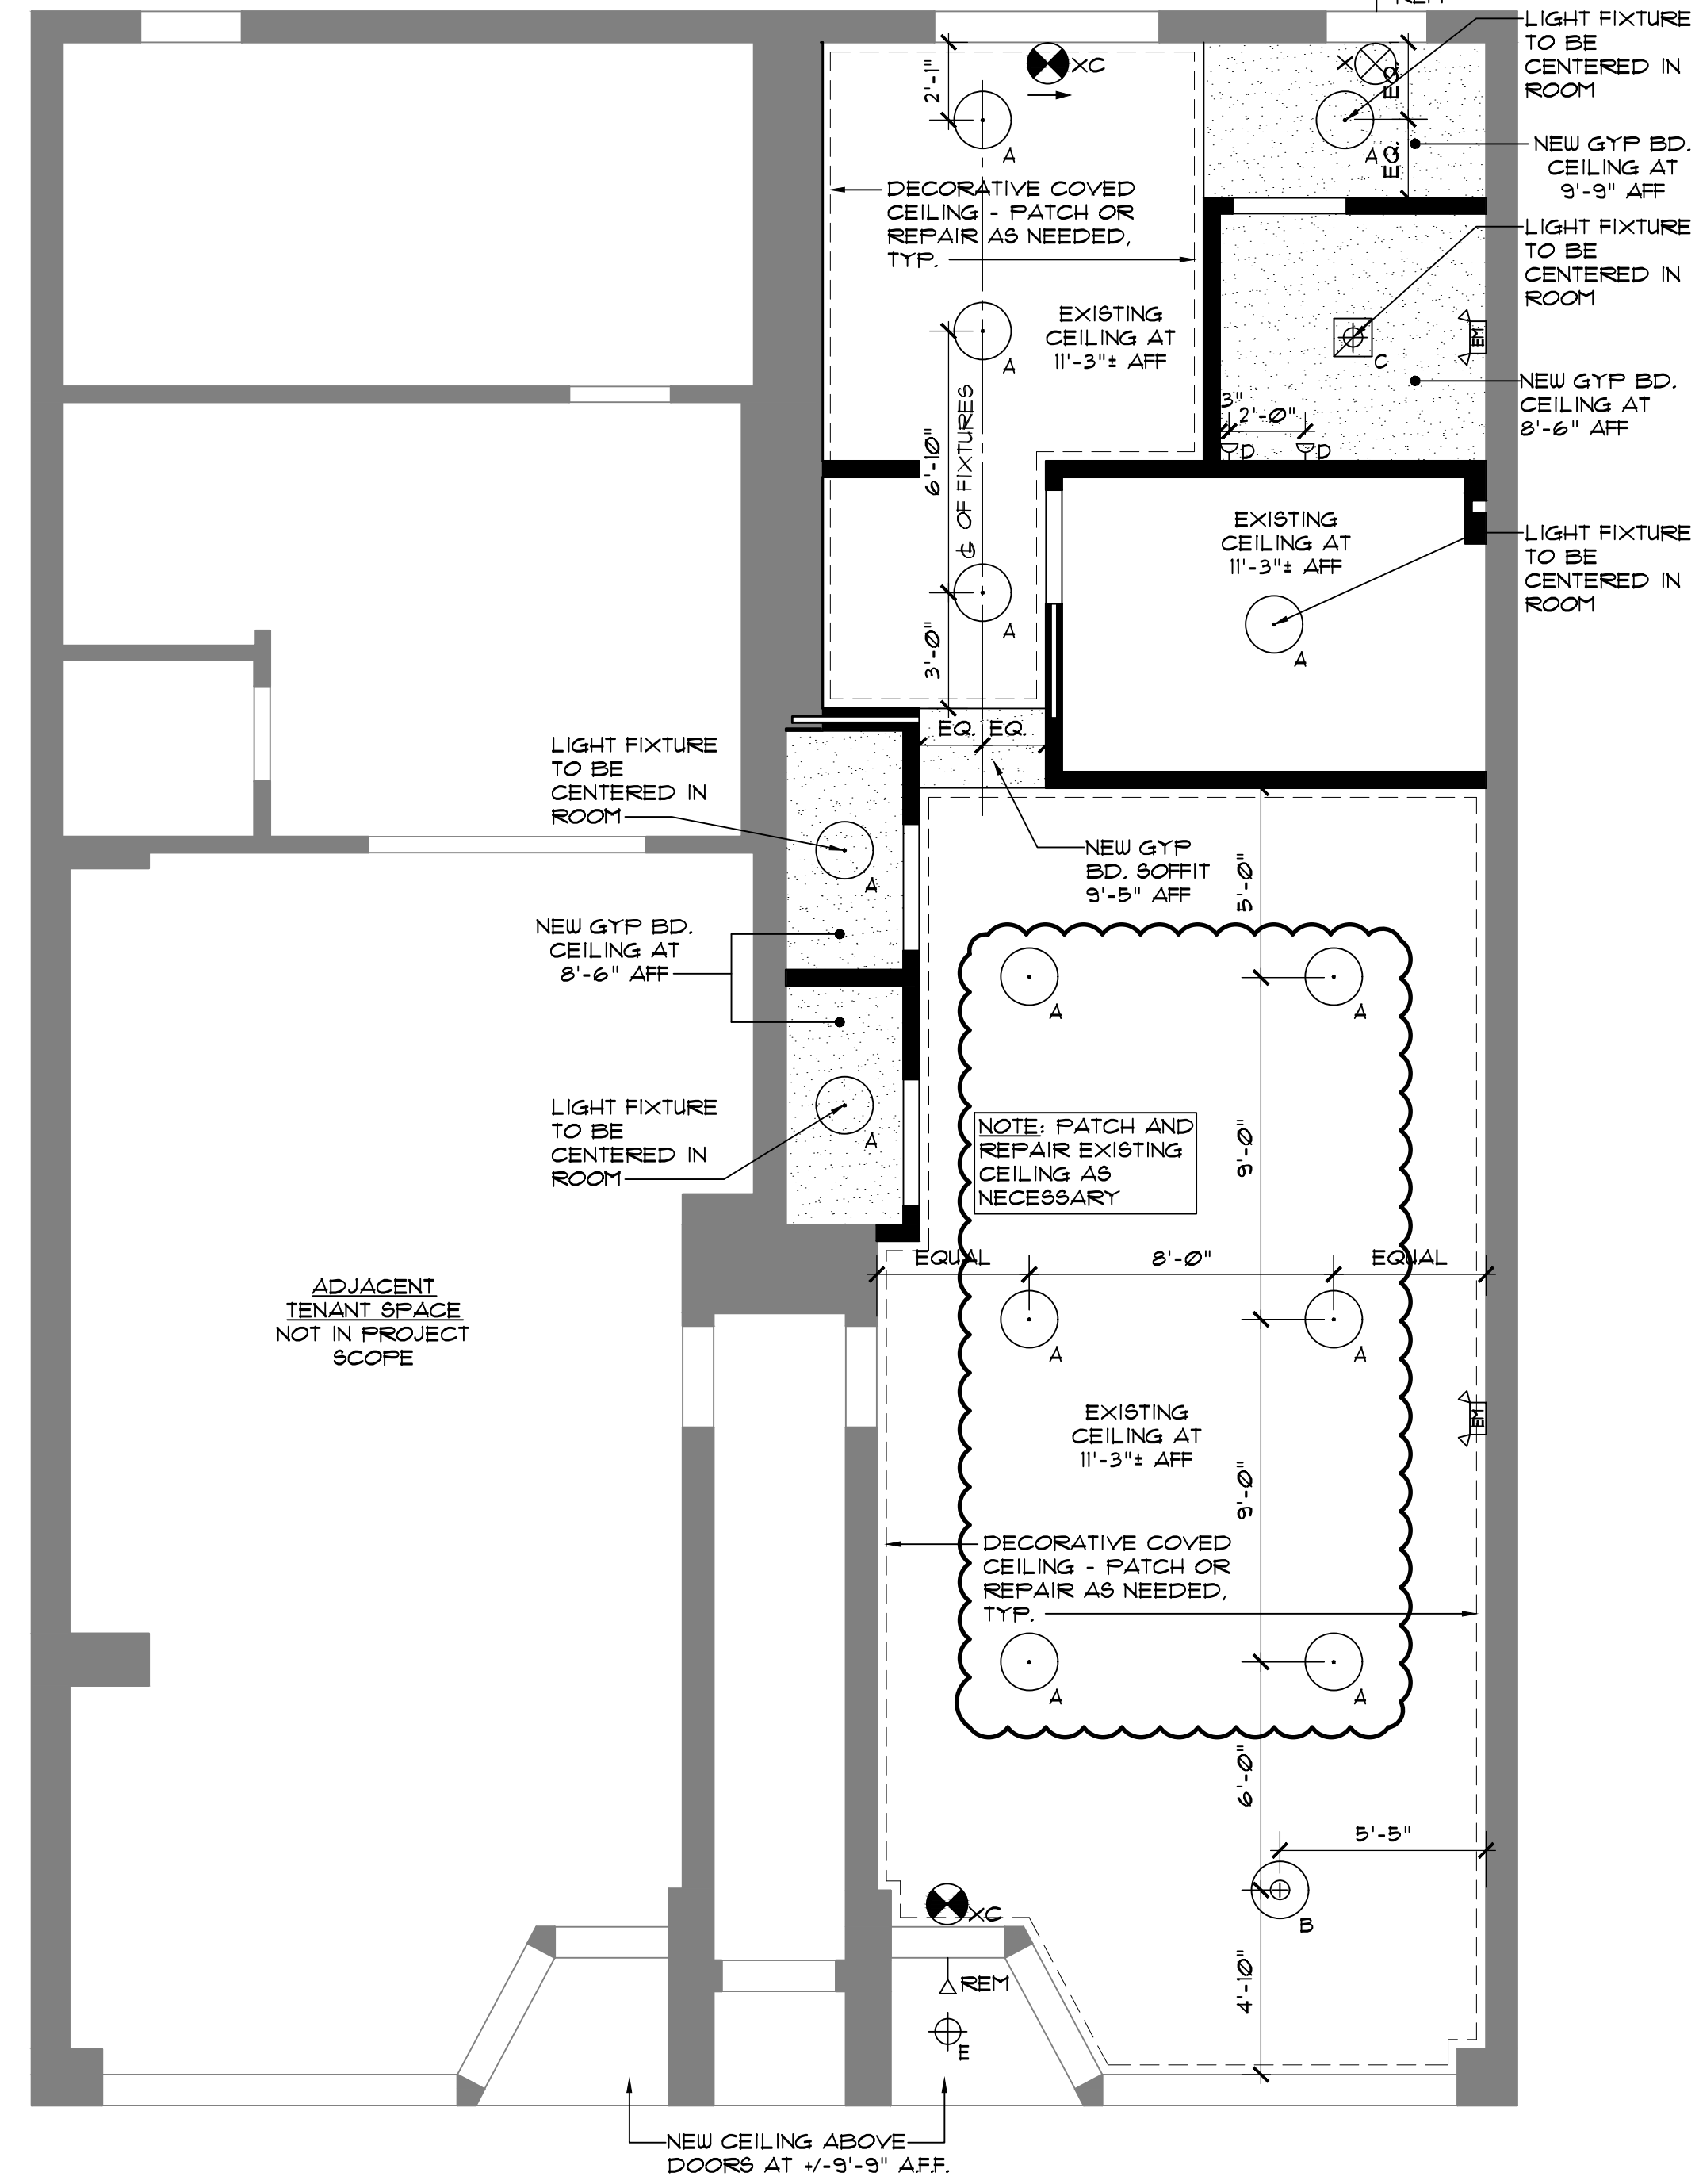 REM
LIGHT FIXTURE
TO BE
CENTERED IN
ROOM
2'-1"
XC
X
EQ.
A
A
EQ.
NEW GYP BD.
CEILING AT
9'-9" AFF
DECORATIVE COVED
CEILING - PATCH OR
REPAIR AS NEEDED,
TYP.
LIGHT FIXTURE
TO BE
CENTERED IN
ROOM
EXISTING
CEILING AT
11'-3"± AFF
A
EM
C
NEW GYP BD.
CEILING AT
8'-6" AFF
3"
2'-0"
D
D
6'-10"
℄ OF FIXTURES
EXISTING
CEILING AT
11'-3"± AFF
LIGHT FIXTURE
TO BE
CENTERED IN
ROOM
A
3'-0"
A
EQ.
EQ.
LIGHT FIXTURE
TO BE
CENTERED IN
ROOM
A
NEW GYP
BD. SOFFIT
9'-5" AFF
5'-0"
NEW GYP BD.
CEILING AT
8'-6" AFF
A
A
LIGHT FIXTURE
TO BE
CENTERED IN
ROOM
A
NOTE: PATCH AND
REPAIR EXISTING
CEILING AS
NECESSARY
9'-0"
EQUAL
8'-0"
EQUAL
ADJACENT
TENANT SPACE
NOT IN PROJECT
SCOPE
A
A
EXISTING
CEILING AT
11'-3"± AFF
EM
9'-0"
DECORATIVE COVED
CEILING - PATCH OR
REPAIR AS NEEDED,
TYP.
A
A
6'-0"
5'-5"
XC
B
REM
4'-10"
E
NEW CEILING ABOVE
DOORS AT +/-9'-9" A.F.F.